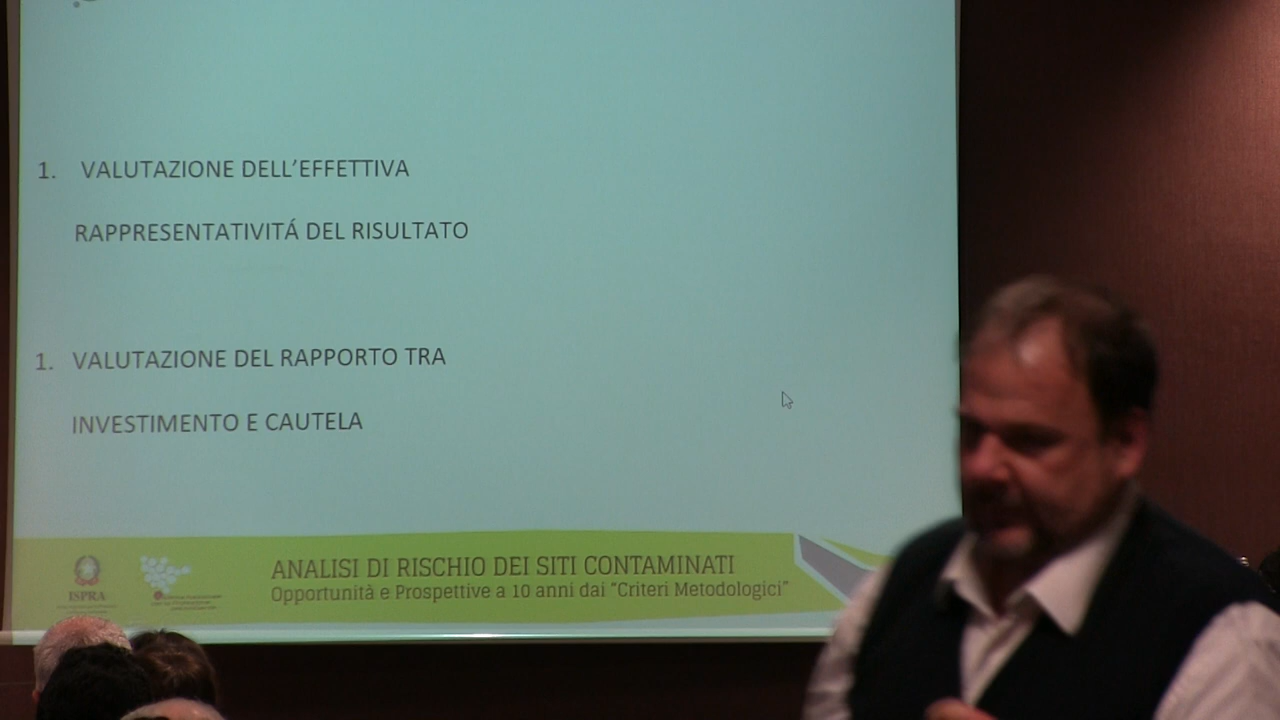 1. VALUTAZIONE DELL'EFFETTIVA
RAPPRESENTATIVITÁ DEL RISULTATO
1. VALUTAZIONE DEL RAPPORTO TRA
INVESTIMENTO E CAUTELA
ISPRA
ANALISI DI RISCHIO DEI SITI CONTAMINATI
Opportunità e Prospettive a 10 anni dai "Criteri Metodologici"